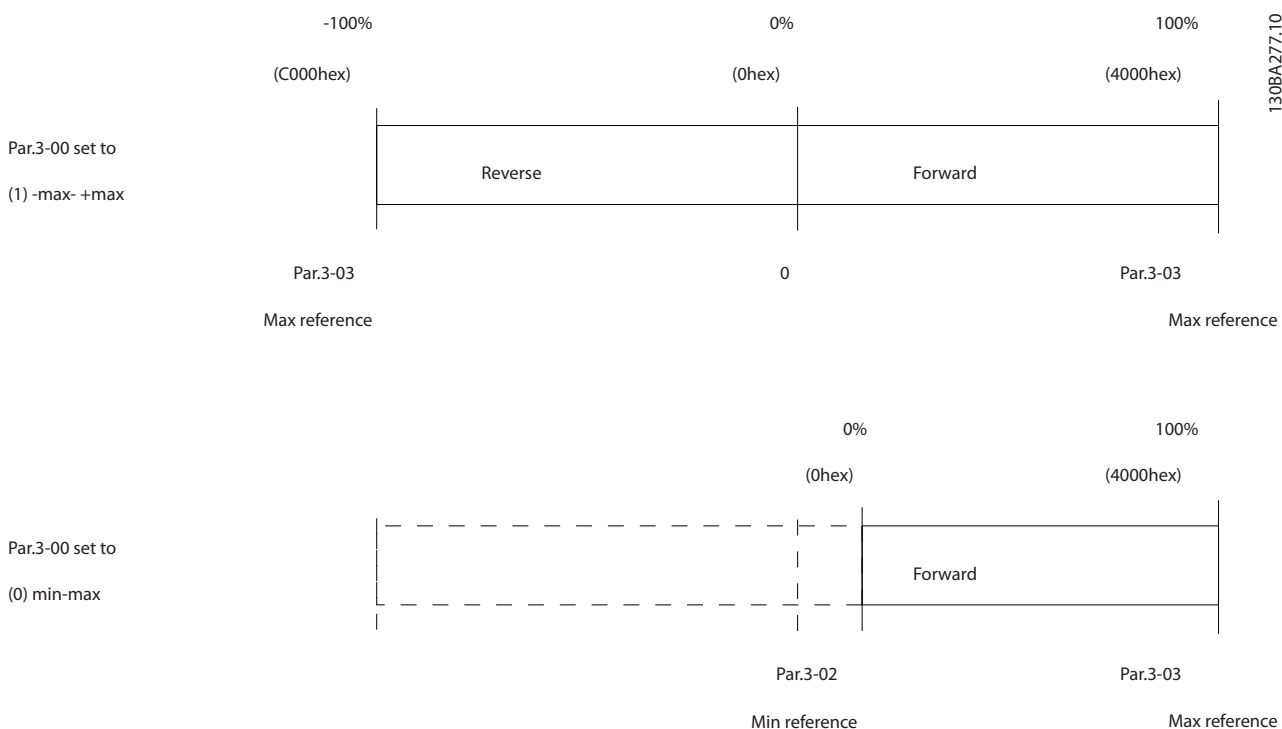 -100% 0% 100%
(C000hex) (0hex) (4000hex)
130BA277.10
Par.3-00 set to
(1) -max- +max
Reverse Forward
Par.3-03 0 Par.3-03
Max reference Max reference
0% 100%
(0hex) (4000hex)
Par.3-00 set to
(0) min-max
Forward
Par.3-02 Par.3-03
Min reference Max reference